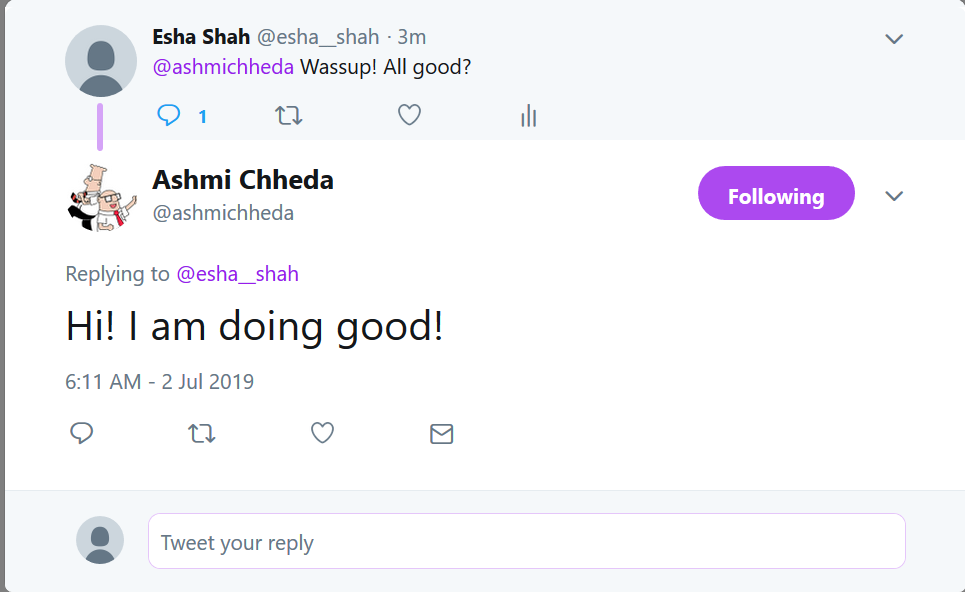 Esha Shah @esha__shah · 3m
@ashmichheda Wassup! All good?
1
Ashmi Chheda
@ashmichheda
Following
Replying to @esha__shah
Hi! I am doing good!
6:11 AM - 2 Jul 2019
Tweet your reply